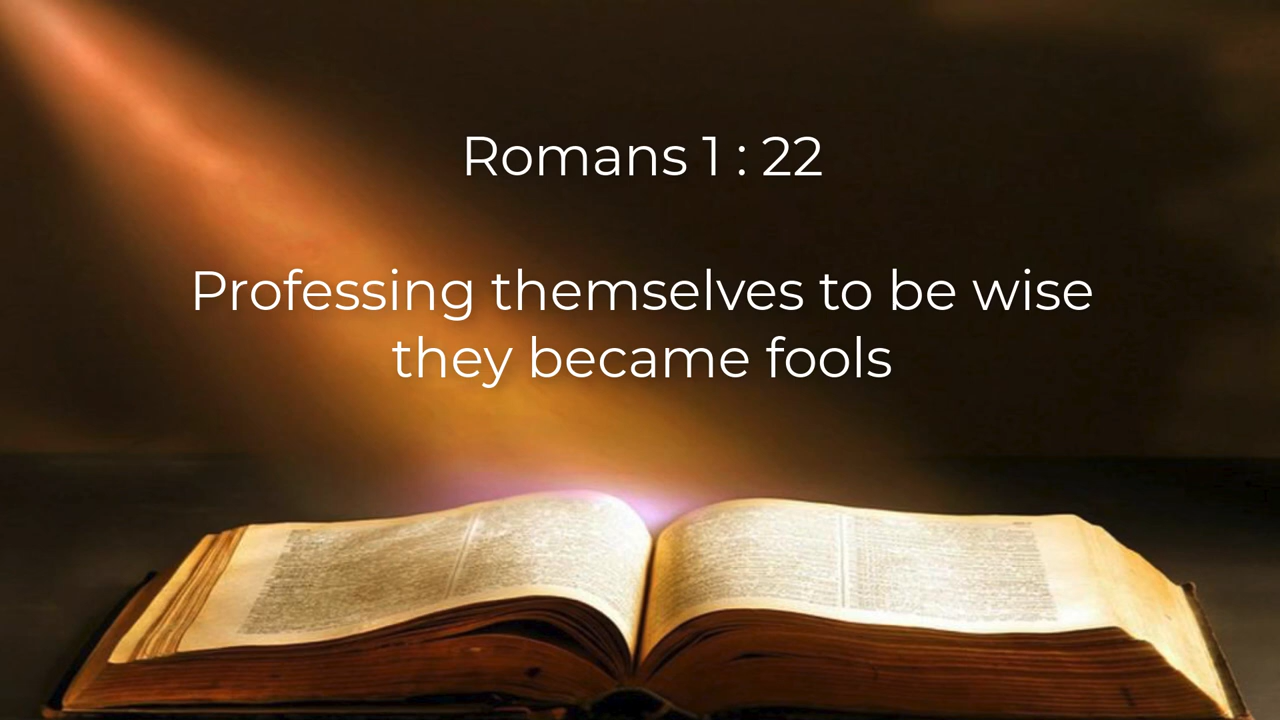 Romans 1 : 22
Professing themselves to be wise
they became fools